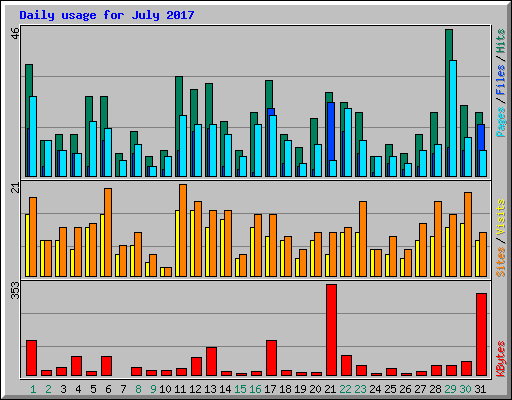 Daily usage for July 2017
46
Pages / Files / Hits
21
Sites / Visits
353
KBytes
1 2 3 4 5 6 7 8 9 10 11 12 13 14 15 16 17 18 19 20 21 22 23 24 25 26 27 28 29 30 31